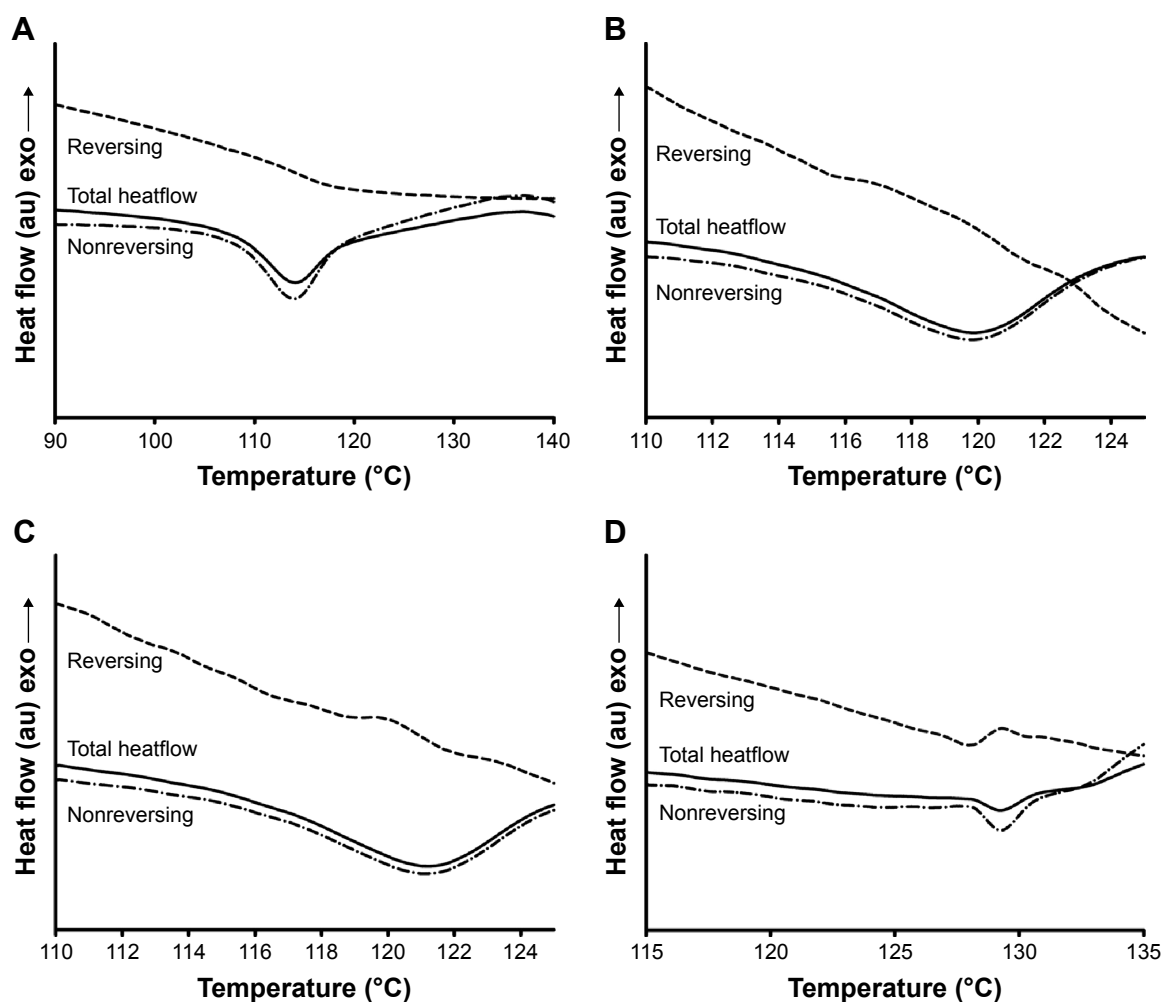 A
Heat flow (au) exo
Reversing
Total heatflow
Nonreversing
90 100 110 120 130 140
Temperature (°C)
B
Heat flow (au) exo
Reversing
Total heatflow
Nonreversing
110 112 114 116 118 120 122 124
Temperature (°C)
C
Heat flow (au) exo
Reversing
Total heatflow
Nonreversing
110 112 114 116 118 120 122 124
Temperature (°C)
D
Heat flow (au) exo
Reversing
Total heatflow
Nonreversing
115 120 125 130 135
Temperature (°C)